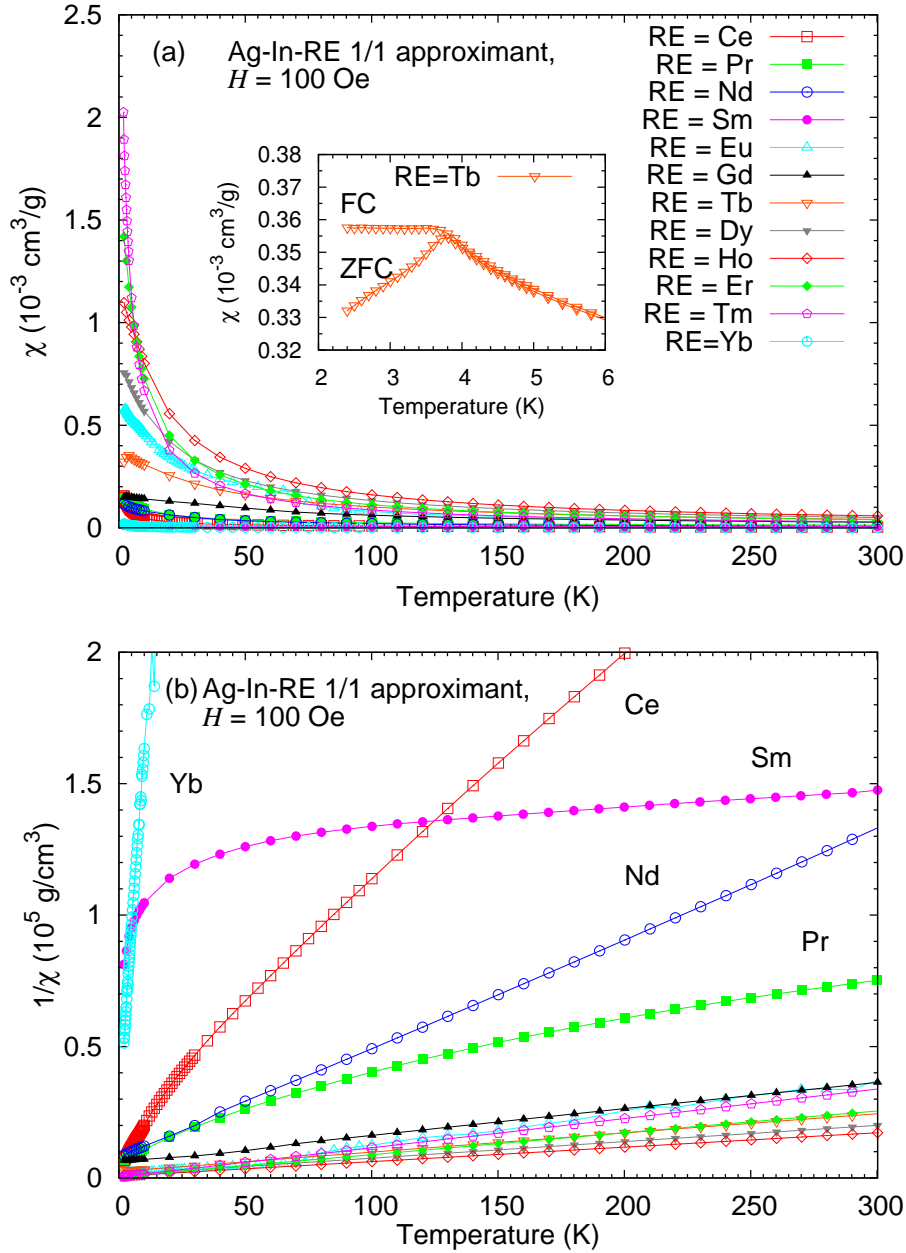 (a) Ag-In-RE 1/1 approximant,
H = 100 Oe
RE = Ce
RE = Pr
RE = Nd
RE = Sm
RE = Eu
RE = Gd
RE = Tb
RE = Dy
RE = Ho
RE = Er
RE = Tm
RE=Yb
χ (10⁻³ cm³/g)
2.5
2
1.5
1
0.5
0
0 50 100 150 200 250 300
Temperature (K)
RE=Tb
FC
ZFC
χ (10⁻³ cm³/g)
0.38
0.37
0.36
0.35
0.34
0.33
0.32
2 3 4 5 6
Temperature (K)
(b) Ag-In-RE 1/1 approximant,
H = 100 Oe
Ce
Yb
Sm
Nd
Pr
1/χ (10⁵ g/cm³)
2
1.5
1
0.5
0
0 50 100 150 200 250 300
Temperature (K)